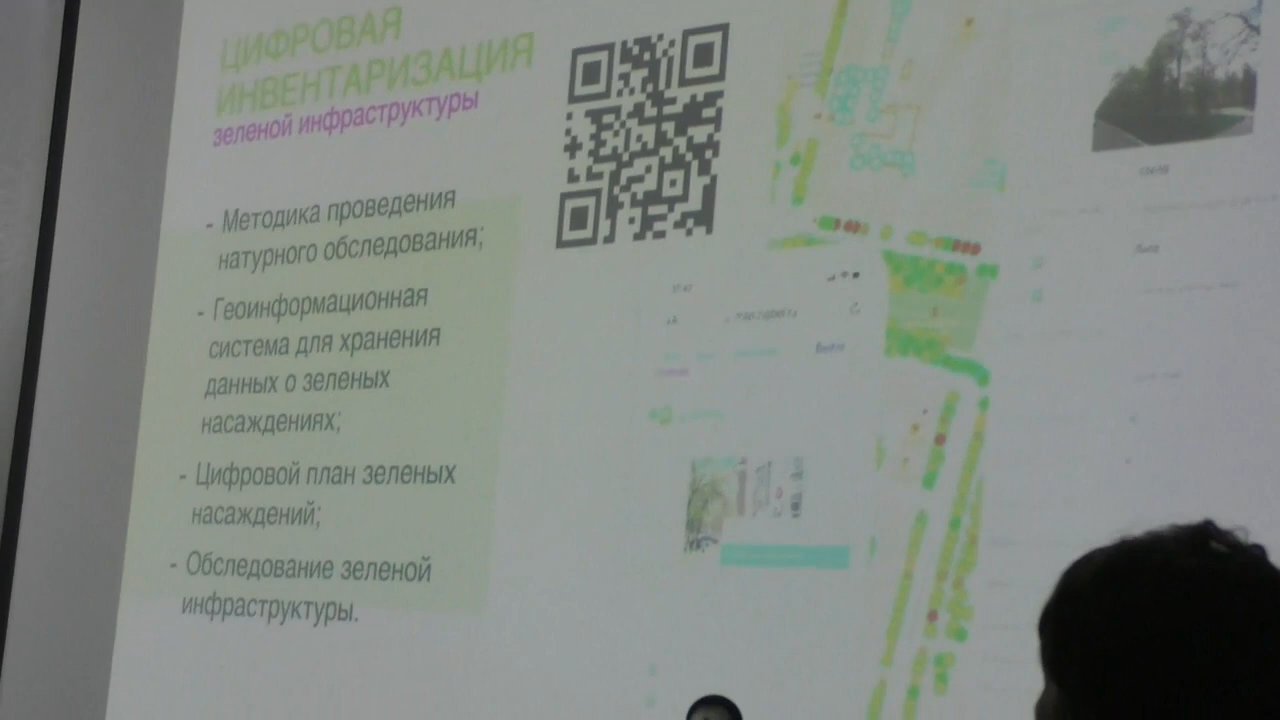 ЦИФРОВАЯ
ИНВЕНТАРИЗАЦИЯ
зеленой инфраструктуры
- Методика проведения
натурного обследования;
- Геоинформационная
система для хранения
данных о зеленых
насаждениях;
- Цифровой план зеленых
насаждений;
- Обследование зеленой
инфраструктуры.